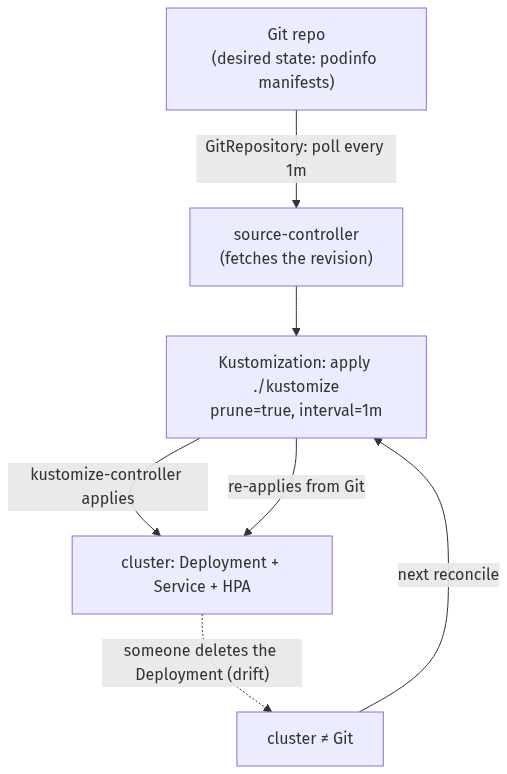 Git repo
(desired state: podinfo
manifests)
GitRepository: poll every
1m
source-controller
(fetches the revision)
Kustomization: apply
./kustomize
prune=true, interval=1m
kustomize-controller
applies
re-applies from Git
cluster: Deployment +
Service + HPA
next reconcile
someone deletes the
Deployment (drift)
cluster ≠ Git